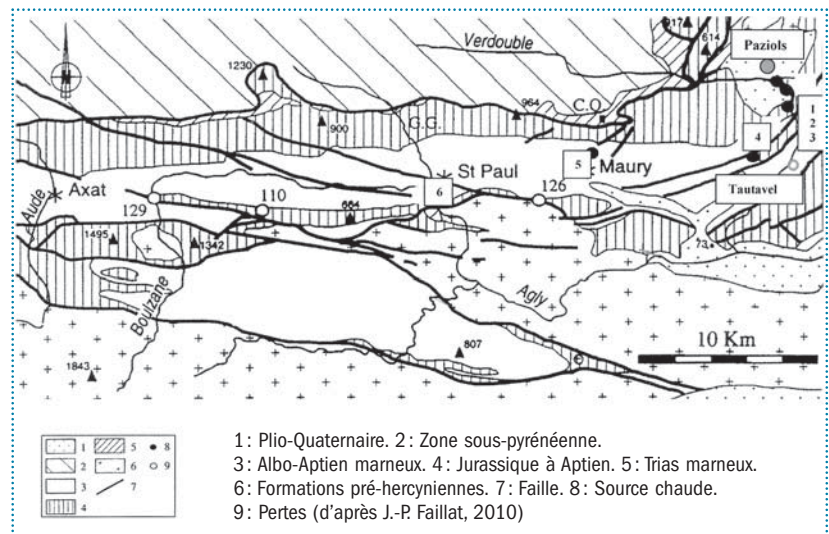 Verdouble
917
614
Paziols
N
1230
964
C.Q.
900
G.G.
1
2
3
4
5
Maury
St Paul
6
Tautavel
Aude
Axat
129
110
664
126
1495
1342
73
Boulzane
Agly
10 Km
807
1843
1
2
3
4
5
6
7
8
9
1 : Plio-Quaternaire. 2 : Zone sous-pyrénéenne.
3 : Albo-Aptien marneux. 4 : Jurassique à Aptien. 5 : Trias marneux.
6 : Formations pré-hercyniennes. 7 : Faille. 8 : Source chaude.
9 : Pertes (d’après J.-P. Faillat, 2010)